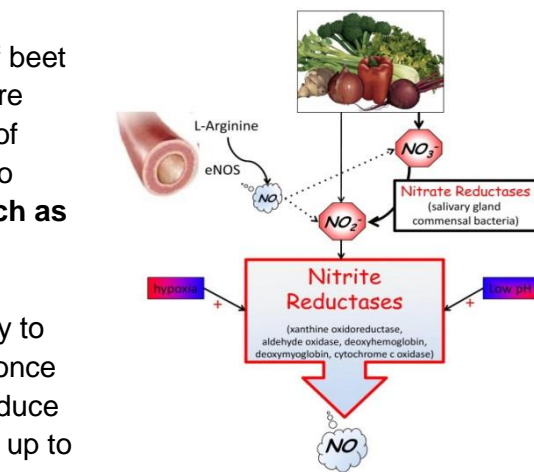 beet
re
of
o
ch as
y to
once
duce
up to
L-Arginine
eNOS
NO
NO₃⁻
NO₂⁻
Nitrate Reductases
(salivary gland
commensal bacteria)
hypoxia
+
Nitrite
Reductases
(xanthine oxidoreductase,
aldehyde oxidase, deoxyhemoglobin,
deoxymyoglobin, cytochrome c oxidase)
Low pH
+
NO